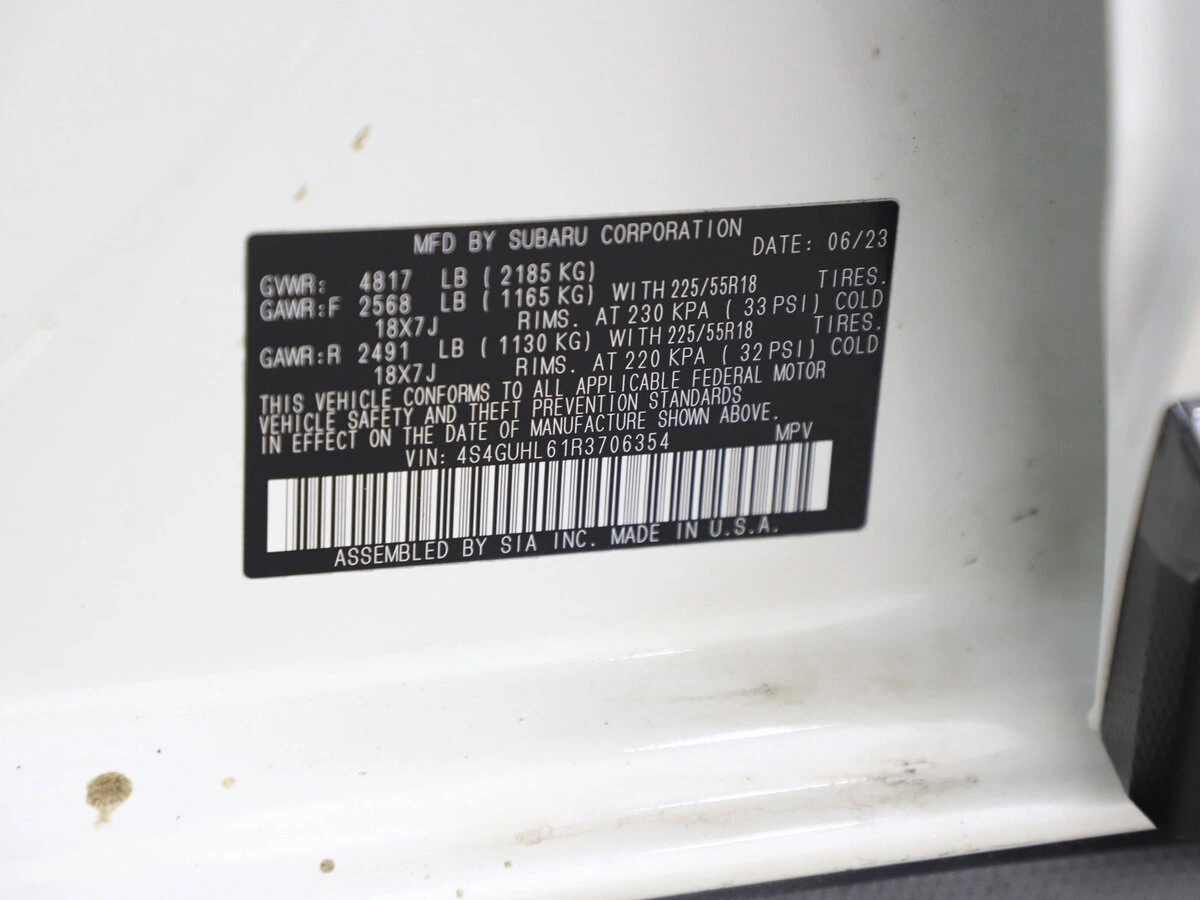 MFD BY SUBARU CORPORATION DATE: 06/23
GVWR: 4817 LB ( 2185 KG)
GAWR:F 2568 LB ( 1165 KG) WITH 225/55R18 TIRES.
18X7J RIMS. AT 230 KPA ( 33 PSI) COLD
GAWR:R 2491 LB ( 1130 KG) WITH 225/55R18 TIRES.
18X7J RIMS. AT 220 KPA ( 32 PSI) COLD
THIS VEHICLE CONFORMS TO ALL APPLICABLE FEDERAL MOTOR
VEHICLE SAFETY AND THEFT PREVENTION STANDARDS
IN EFFECT ON THE DATE OF MANUFACTURE SHOWN ABOVE.
VIN: 4S4GUHL61R3706354 MPV
ASSEMBLED BY SIA INC. MADE IN U.S.A.